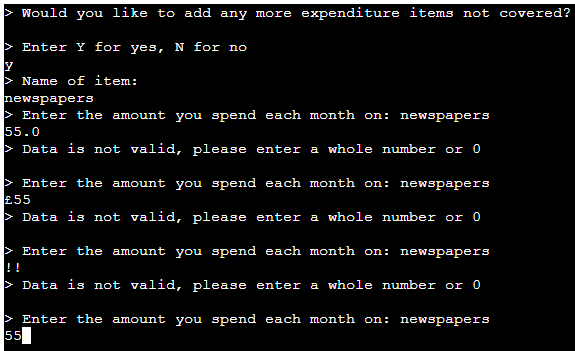 > Would you like to add any more expenditure items not covered?
> Enter Y for yes, N for no
y
> Name of item:
newspapers
> Enter the amount you spend each month on: newspapers
55.0
> Data is not valid, please enter a whole number or 0
> Enter the amount you spend each month on: newspapers
£55
> Data is not valid, please enter a whole number or 0
> Enter the amount you spend each month on: newspapers
!!
> Data is not valid, please enter a whole number or 0
> Enter the amount you spend each month on: newspapers
55